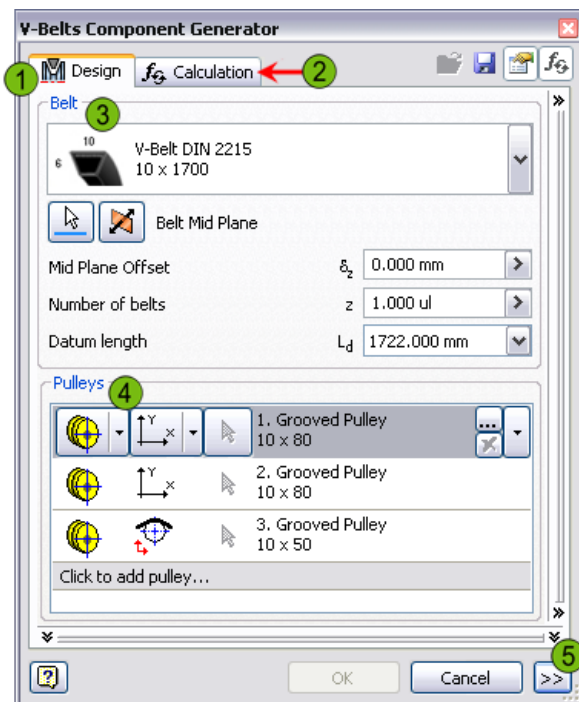 V-Belts Component Generator
1 Design fG Calculation 2
Belt
3
10
6
V-Belt DIN 2215
10 x 1700
Belt Mid Plane
Mid Plane Offset δz 0.000 mm
Number of belts z 1.000 ul
Datum length Ld 1722.000 mm
Pulleys
4
Y x 1. Grooved Pulley ...
10 x 80
Y x 2. Grooved Pulley
10 x 80
3. Grooved Pulley
10 x 50
Click to add pulley...
5
? OK Cancel >>